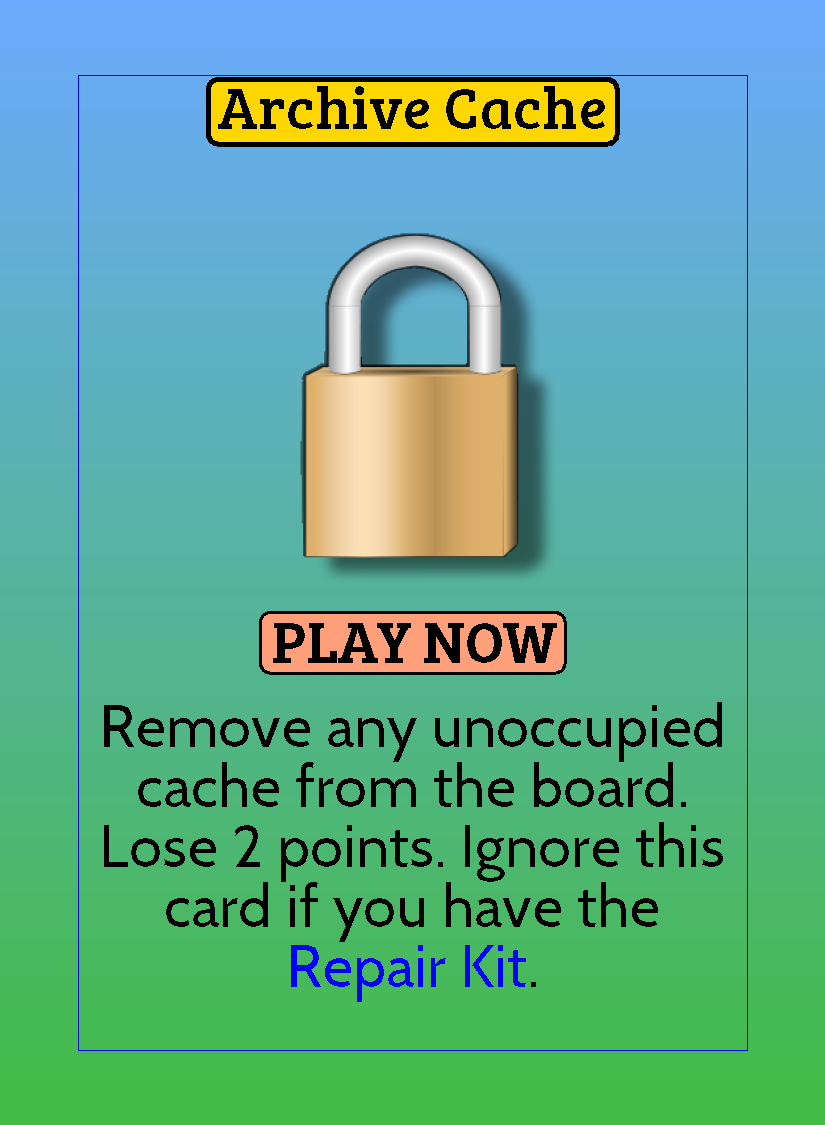 Archive Cache
PLAY NOW
Remove any unoccupied
cache from the board.
Lose 2 points. Ignore this
card if you have the
Repair Kit.